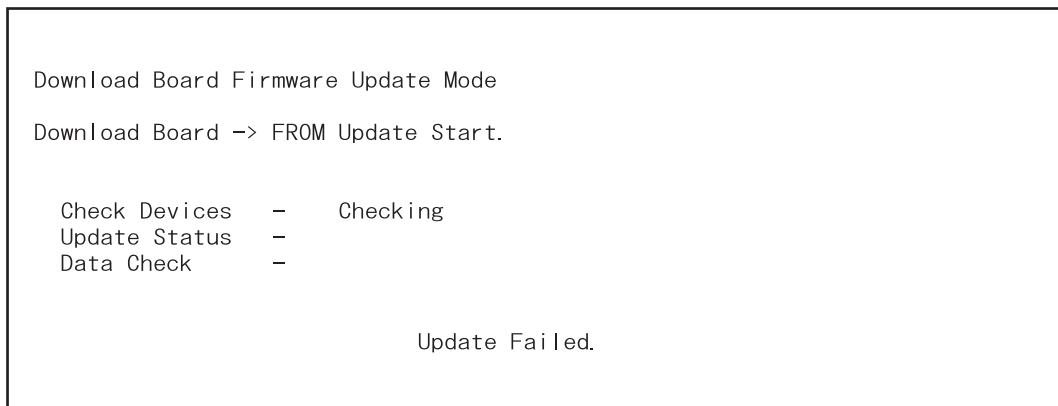 Download Board Firmware Update Mode
Download Board -> FROM Update Start.
Check Devices - Checking
Update Status -
Data Check -
Update Failed.